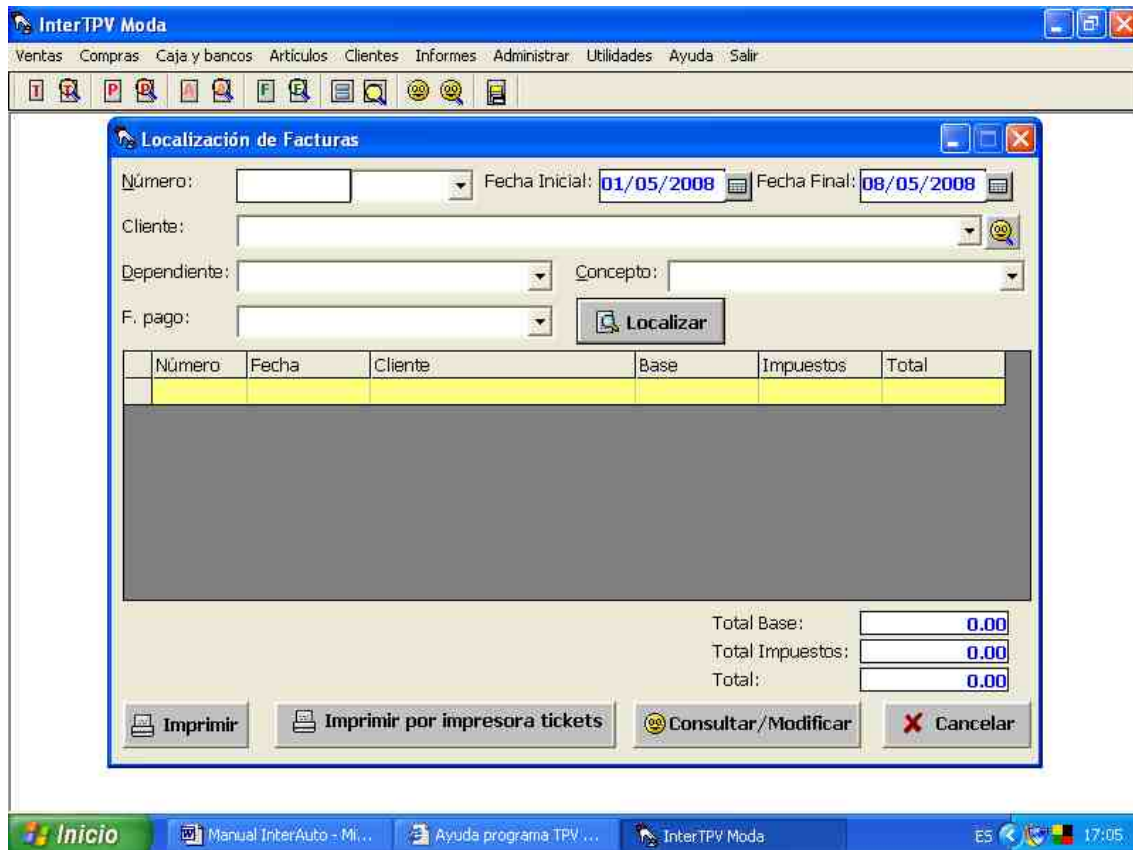 InterTPV Moda
Ventas Compras Caja y bancos Artículos Clientes Informes Administrar Utilidades Ayuda Salir
T T P P A A F F
Localización de Facturas
Número: Fecha Inicial: 01/05/2008 Fecha Final: 08/05/2008
Cliente:
Dependiente: Concepto:
F. pago: Localizar
Número Fecha Cliente Base Impuestos Total
Total Base: 0.00
Total Impuestos: 0.00
Total: 0.00
Imprimir Imprimir por impresora tickets Consultar/Modificar Cancelar
Inicio Manual InterAuto - Mi... Ayuda programa TPV ... InterTPV Moda ES 17:05